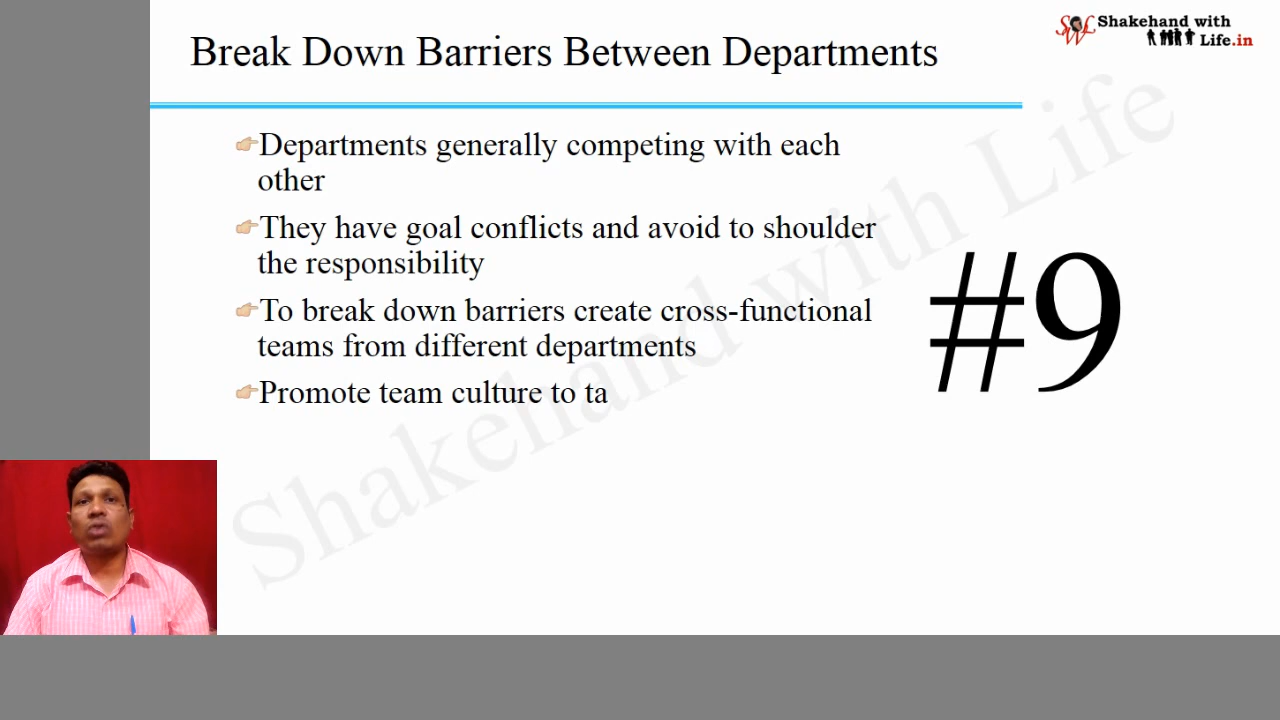 Break Down Barriers Between Departments
Shakehand with
Life.in
Departments generally competing with each
other
They have goal conflicts and avoid to shoulder
the responsibility
To break down barriers create cross-functional
teams from different departments
Promote team culture to ta
#9
Shakehand with Life